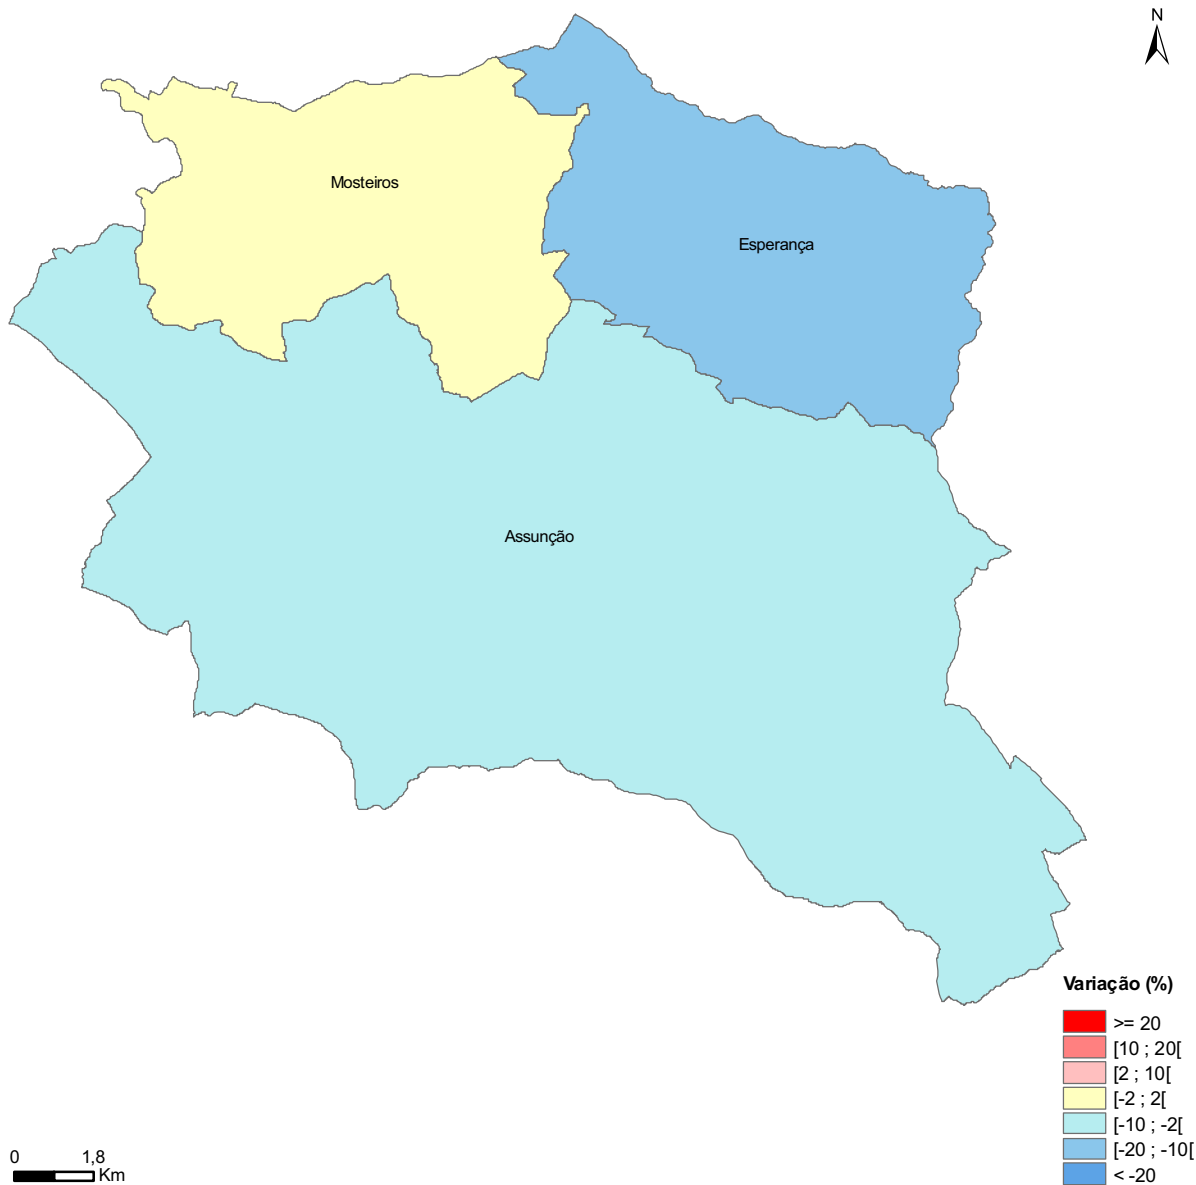 N
Mosteiros
Esperança
Assunção
Variação (%)
>= 20
[10 ; 20[
[2 ; 10[
[-2 ; 2[
[-10 ; -2[
[-20 ; -10[
< -20
0 1,8
Km